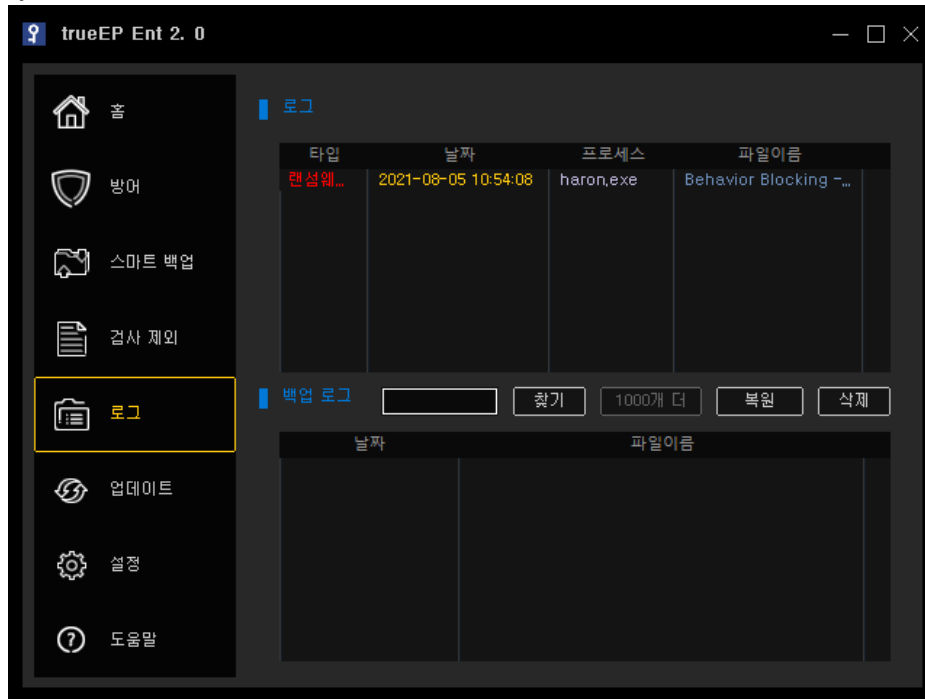 trueEP Ent 2. 0
홈
방어
스마트 백업
검사 제외
로그
업데이트
설정
도움말
로그
타입 날짜 프로세스 파일이름
랜섬웨... 2021-08-05 10:54:08 haron,exe Behavior Blocking -...
백업 로그 찾기 1000개 더 복원 삭제
날짜 파일이름